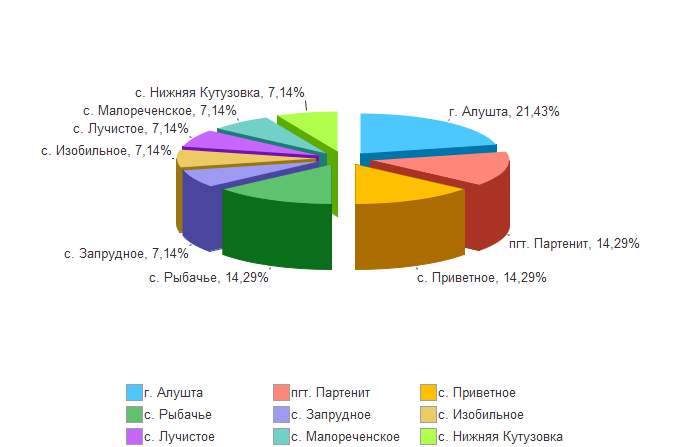 с. Нижняя Кутузовка, 7,14%
с. Малореченское, 7,14%
г. Алушта, 21,43%
с. Лучистое, 7,14%
с. Изобильное, 7,14%
пгт. Партенит, 14,29%
с. Запрудное, 7,14%
с. Рыбачье, 14,29%
с. Приветное, 14,29%
г. Алушта
пгт. Партенит
с. Приветное
с. Рыбачье
с. Запрудное
с. Изобильное
с. Лучистое
с. Малореченское
с. Нижняя Кутузовка